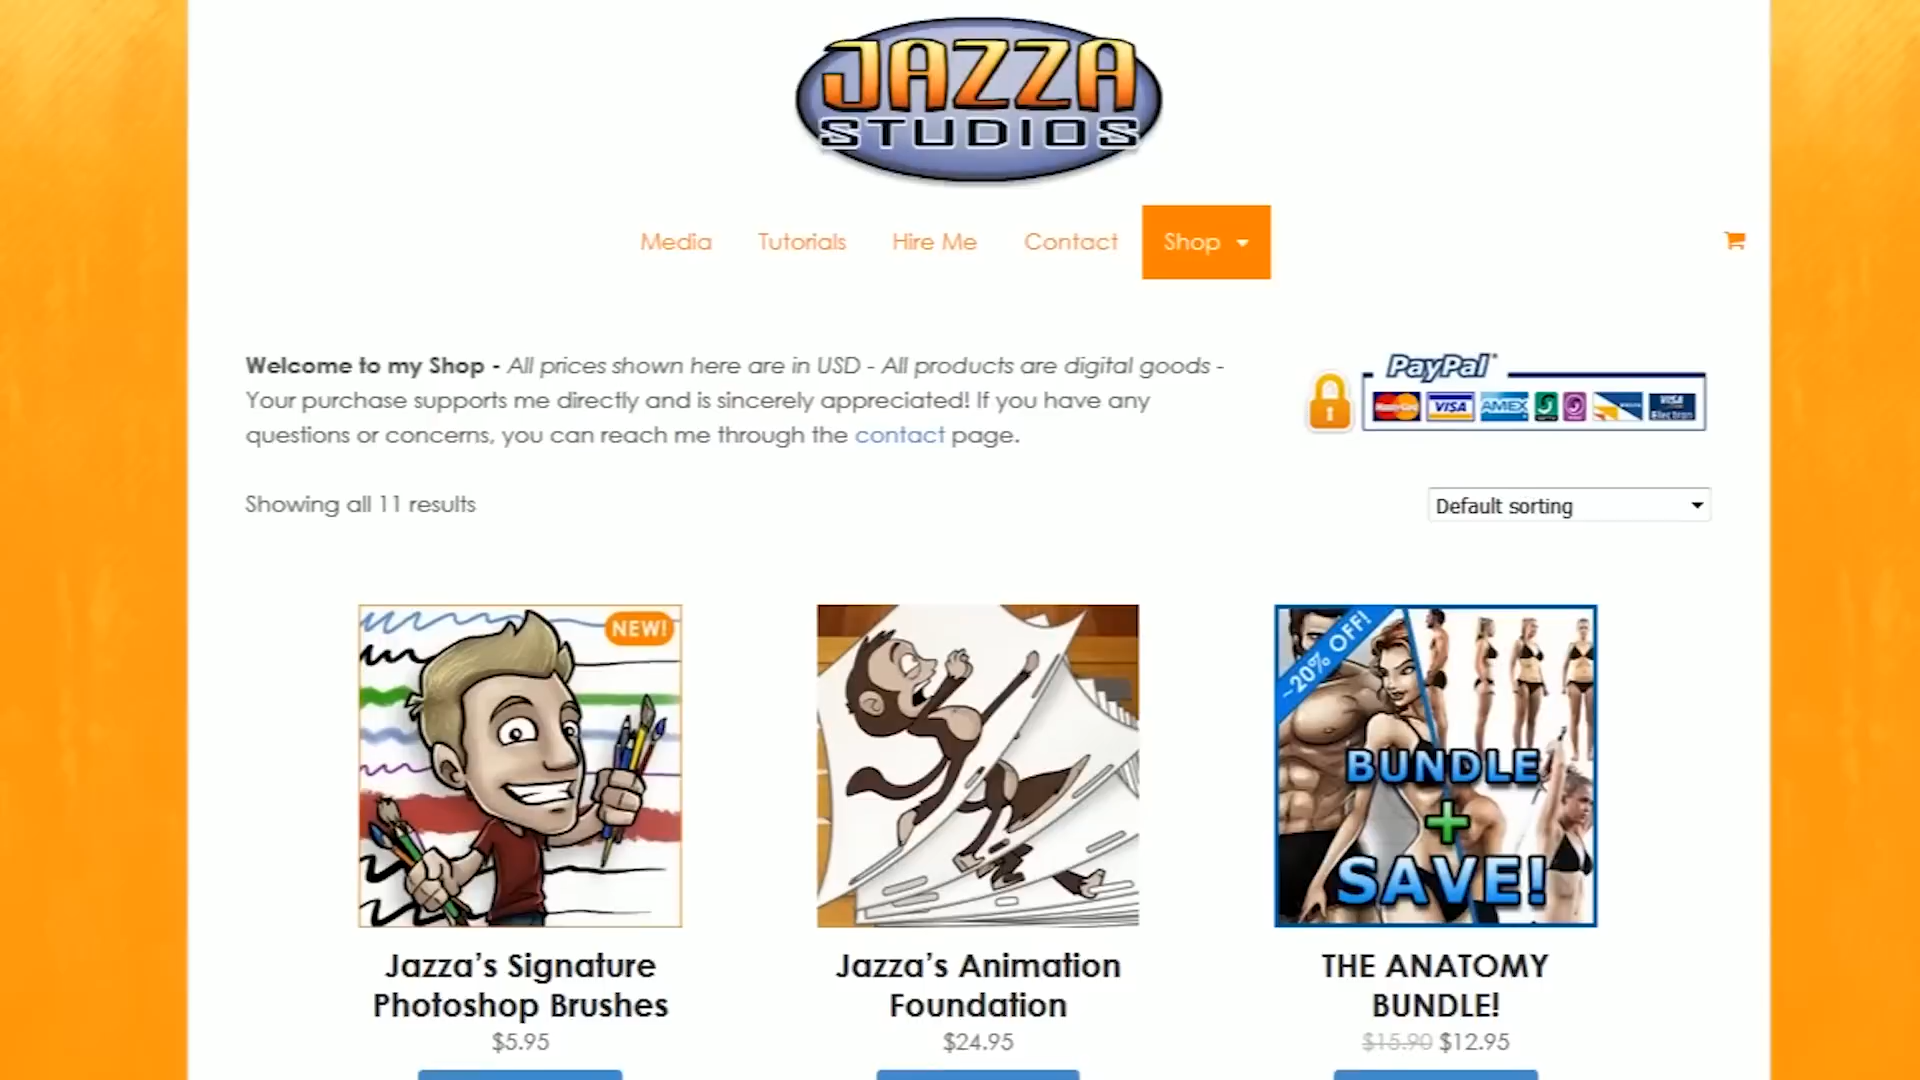 JAZZA
STUDIOS
Media Tutorials Hire Me Contact Shop
Welcome to my Shop - All prices shown here are in USD - All products are digital goods -
Your purchase supports me directly and is sincerely appreciated! If you have any
questions or concerns, you can reach me through the contact page.
PayPal
MasterCard VISA AMEX VISA Electron
Showing all 11 results
Default sorting
NEW!
-20% OFF!
BUNDLE
+
SAVE!
Jazza's Signature
Photoshop Brushes
$5.95
Jazza's Animation
Foundation
$24.95
THE ANATOMY
BUNDLE!
$15.90 $12.95